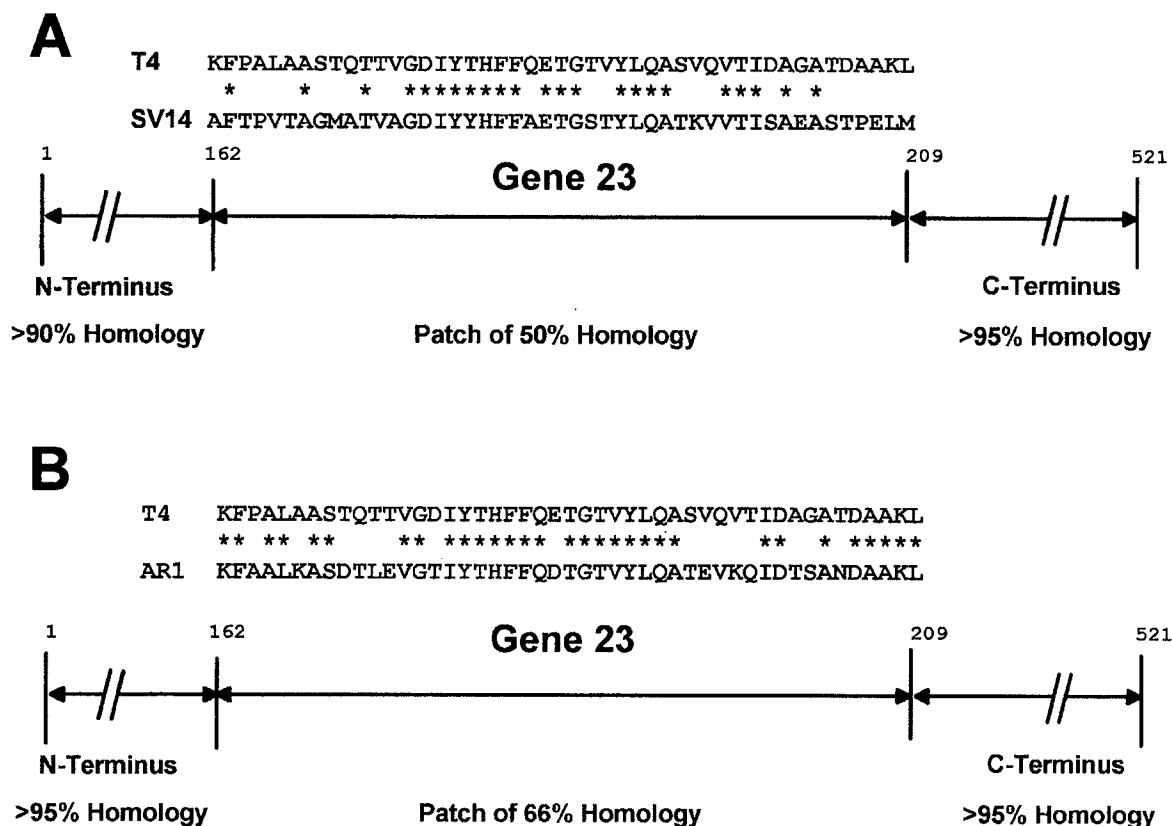 A
T4 KFPALAASTQTTVGDIYTHFFQETGTVYLQASVQVTIDAGATDAAKL
* * * ******** *** **** *** * *
SV14 AFTPVTAGMATVAGDIYYHFFAETGSTYLQATKVVTISAEASTPELM
1 162 209 521
Gene 23
N-Terminus C-Terminus
>90% Homology Patch of 50% Homology >95% Homology
B
T4 KFPALAASTQTTVGDIYTHFFQETGTVYLQASVQVTIDAGATDAAKL
** ** ** ** ******* ******** ** * *****
AR1 KFAALKASDTLEVGTIYTHFFQDTGTVYLQATEVKQIDTSANDAAKL
1 162 209 521
Gene 23
N-Terminus C-Terminus
>95% Homology Patch of 66% Homology >95% Homology